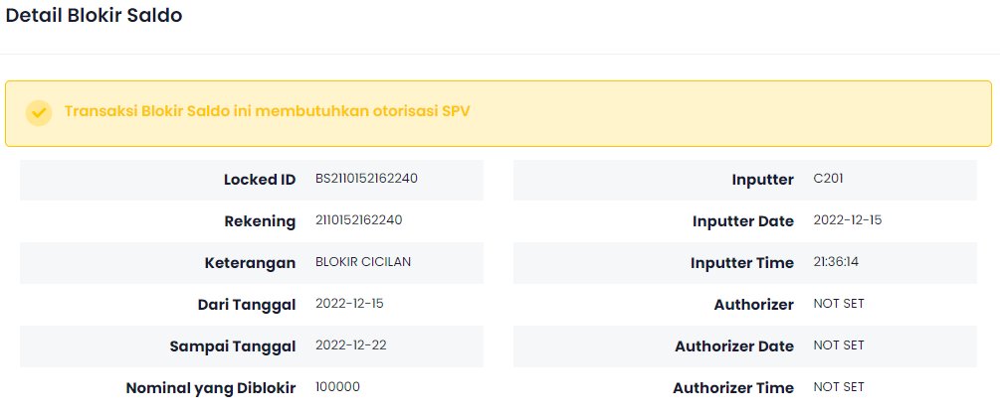 Detail Blokir Saldo
Transaksi Blokir Saldo ini membutuhkan otorisasi SPV
Locked ID BS2110152162240
Rekening 2110152162240
Keterangan BLOKIR CICILAN
Dari Tanggal 2022-12-15
Sampai Tanggal 2022-12-22
Nominal yang Diblokir 100000
Inputter C201
Inputter Date 2022-12-15
Inputter Time 21:36:14
Authorizer NOT SET
Authorizer Date NOT SET
Authorizer Time NOT SET